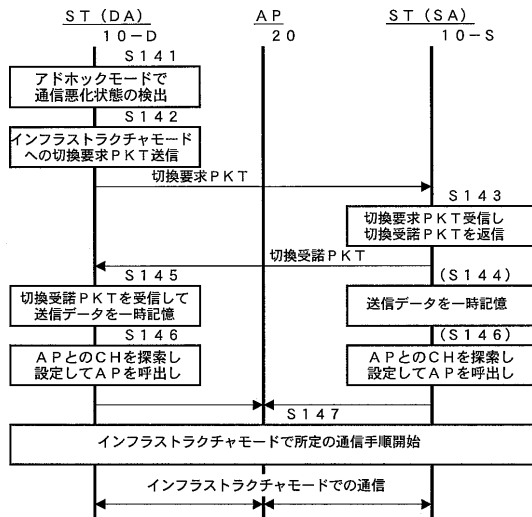 ST(DA) AP ST(SA)
10-D 20 10-S
S141
アドホックモードで
通信悪化状態の検出
S142
インフラストラクチャモード
への切換要求PKT送信
切換要求PKT
S143
切換要求PKT受信し
切換受諾PKTを返信
切換受諾PKT
S145
切換受諾PKTを受信して
送信データを一時記憶
(S144)
送信データを一時記憶
S146
APとのCHを探索し
設定してAPを呼出し
(S146)
APとのCHを探索し
設定してAPを呼出し
S147
インフラストラクチャモードで所定の通信手順開始
インフラストラクチャモードでの通信